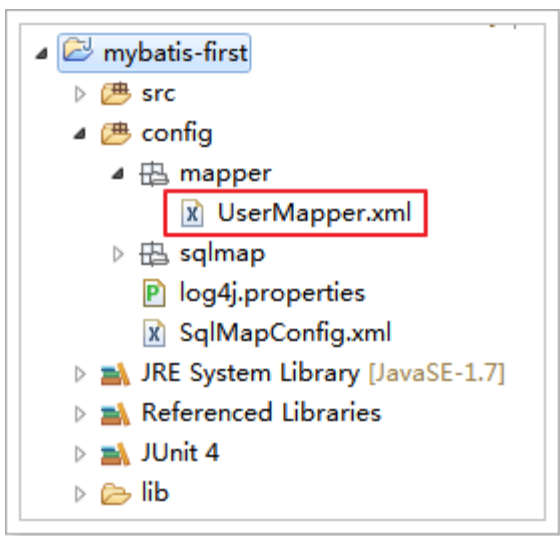 mybatis-first
src
config
mapper
UserMapper.xml
sqlmap
log4j.properties
SqlMapConfig.xml
JRE System Library [JavaSE-1.7]
Referenced Libraries
JUnit 4
lib